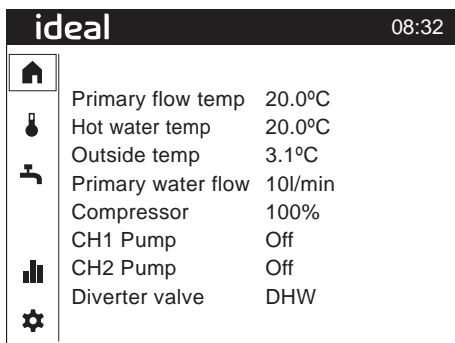 ideal 08:32
Primary flow temp 20.0ºC
Hot water temp 20.0ºC
Outside temp 3.1ºC
Primary water flow 10l/min
Compressor 100%
CH1 Pump Off
CH2 Pump Off
Diverter valve DHW